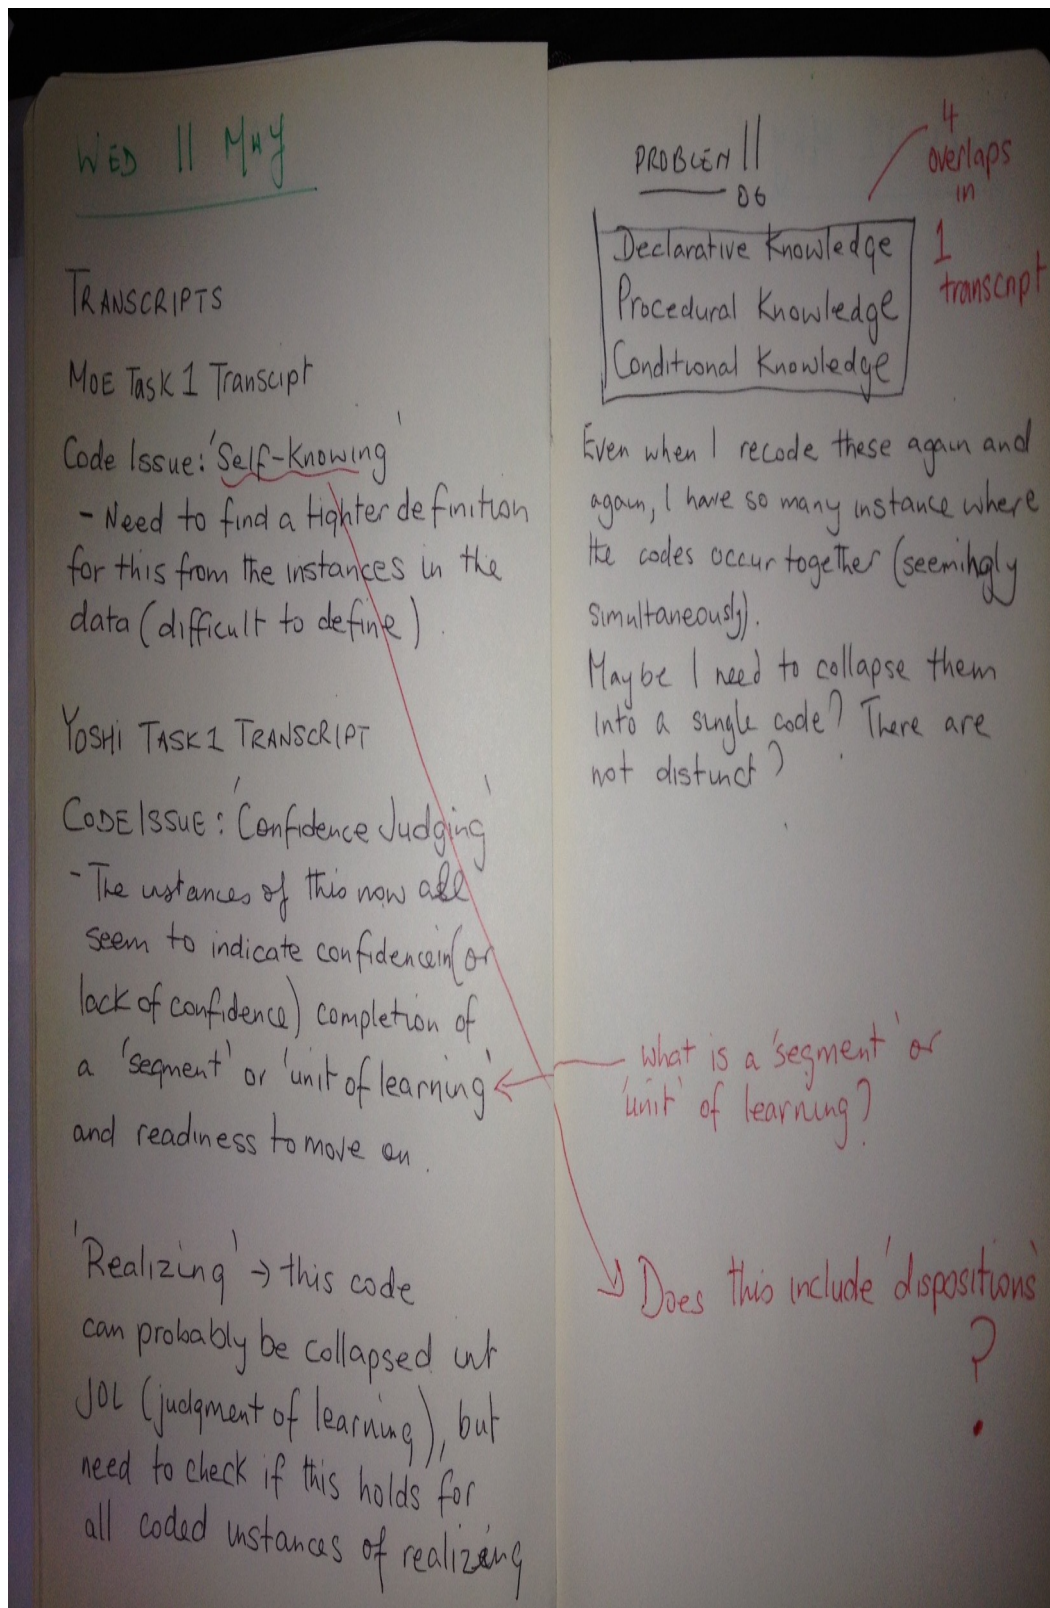 WED 11 MAY
TRANSCRIPTS
MOE TASK 1 Transcipt
Code Issue: 'Self-Knowing'
- Need to find a tighter definition
for this from the instances in the
data (difficult to define).
YOSHI TASK 1 TRANSCRIPT
CODE ISSUE: 'Confidence Judging'
- The instances of this now all
seem to indicate confidence in (or
lack of confidence) completion of
a 'segment' or 'unit of learning'
and readiness to move on.
'Realizing' → this code
can probably be collapsed int
JOL (judgment of learning), but
need to check if this holds for
all coded instances of realizing
PROBLEM 11
06
Declarative Knowledge
Procedural Knowledge
Conditional Knowledge
4
overlaps
in
1
transcript
Even when I recode these again and
again, I have so many instance where
the codes occur together (seemingly
simultaneously).
Maybe I need to collapse them
into a single code? There are
not distinct?
What is a 'segment' or
'unit' of learning?
Does this include 'dispositions'
?